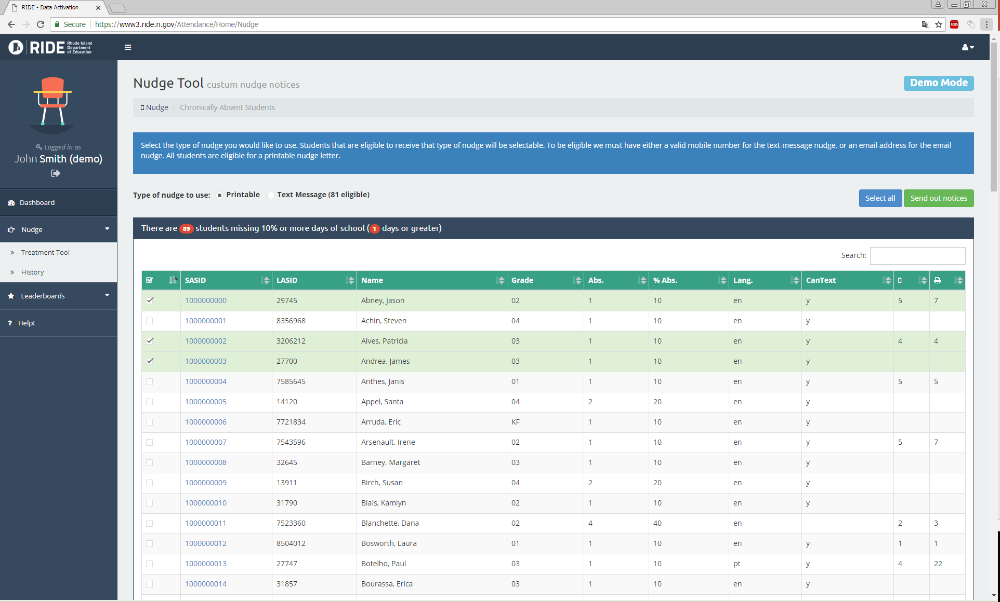 RIDE - Data Activation
Secure https://www3.ride.ri.gov/Attendance/Home/Nudge
CORS
RIDE Rhode Island
Department
of Education
Logged in as
John Smith (demo)
Dashboard
Nudge
Treatment Tool
History
Leaderboards
? Help!
Nudge Tool custum nudge notices
Demo Mode
Nudge / Chronically Absent Students
Select the type of nudge you would like to use. Students that are eligible to receive that type of nudge will be selectable. To be eligible we must have either a valid mobile number for the text-message nudge, or an email address for the email
nudge. All students are eligible for a printable nudge letter.
Type of nudge to use: Printable Text Message (81 eligible)
Select all Send out notices
There are 89 students missing 10% or more days of school (1 days or greater)
Search:
SASID LASID Name Grade Abs. % Abs. Lang. CanText
1000000000 29745 Abney, Jason 02 1 10 en y 5 7
1000000001 8356968 Achin, Steven 04 1 10 en y
1000000002 3206212 Alves, Patricia 03 1 10 en y 4 4
1000000003 27700 Andrea, James 03 1 10 en y
1000000004 7585645 Anthes, Janis 01 1 10 en y 5 5
1000000005 14120 Appel, Santa 04 2 20 en y
1000000006 7721834 Arruda, Eric KF 1 10 en y
1000000007 7543596 Arsenault, Irene 02 1 10 en y 5 7
1000000008 32645 Barney, Margaret 03 1 10 en y
1000000009 13911 Birch, Susan 04 2 20 en y
1000000010 31790 Blais, Kamlyn 02 1 10 en y
1000000011 7523360 Blanchette, Dana 02 4 40 en 2 3
1000000012 8504012 Bosworth, Laura 01 1 10 en y 1 1
1000000013 27747 Botelho, Paul 03 1 10 pt y 4 22
1000000014 31857 Bourassa, Erica 03 1 10 en y